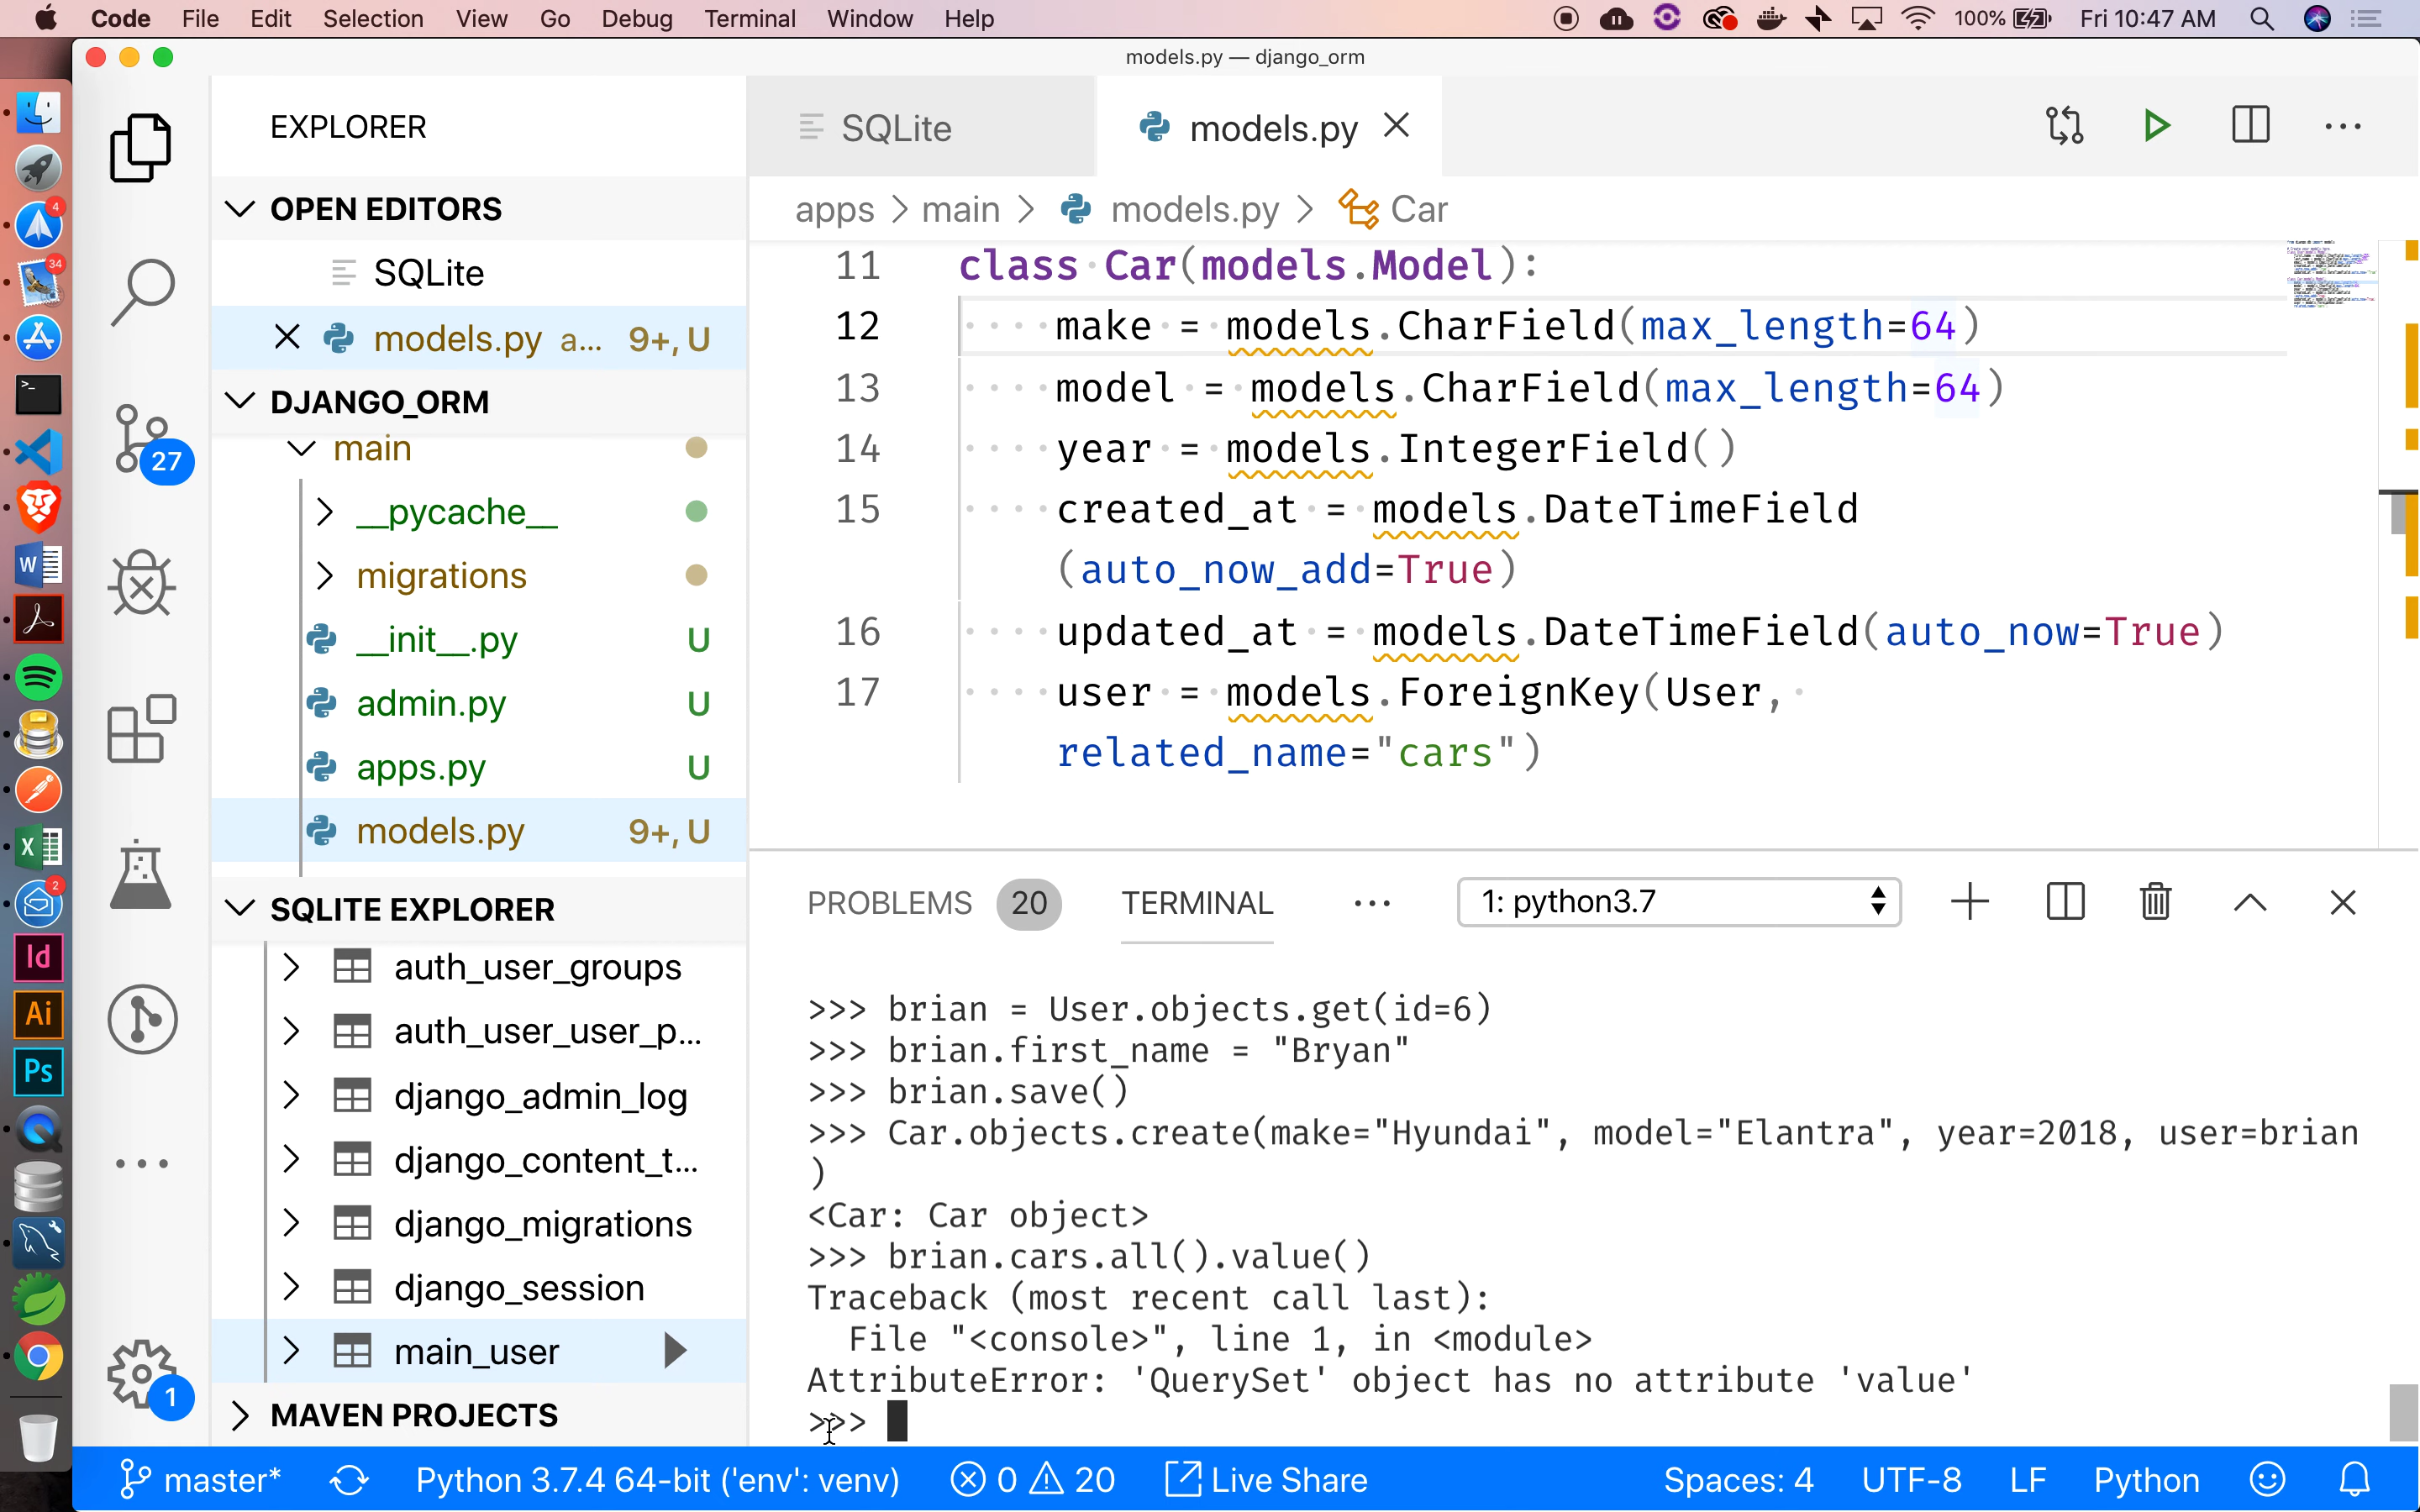 Code File Edit Selection View Go Debug Terminal Window Help 100% Fri 10:47 AM
models.py — django_orm
4
34
2
W
X
Id
Ai
Ps
27
1
EXPLORER
OPEN EDITORS
SQLite
models.py a... 9+, U
DJANGO_ORM
main
__pycache__
migrations
__init__.py U
admin.py U
apps.py U
models.py 9+, U
SQLITE EXPLORER
auth_user_groups
auth_user_user_p...
django_admin_log
django_content_t...
django_migrations
django_session
main_user
MAVEN PROJECTS
SQLite models.py
apps > main > models.py > Car
11 class Car(models.Model):
12 make = models.CharField(max_length=64)
13 model = models.CharField(max_length=64)
14 year = models.IntegerField()
15 created_at = models.DateTimeField
(auto_now_add=True)
16 updated_at = models.DateTimeField(auto_now=True)
17 user = models.ForeignKey(User,
related_name="cars")
PROBLEMS 20 TERMINAL ... 1: python3.7
>>> brian = User.objects.get(id=6)
>>> brian.first_name = "Bryan"
>>> brian.save()
>>> Car.objects.create(make="Hyundai", model="Elantra", year=2018, user=brian
)
<Car: Car object>
>>> brian.cars.all().value()
Traceback (most recent call last):
File "<console>", line 1, in <module>
AttributeError: 'QuerySet' object has no attribute 'value'
>>>
master* Python 3.7.4 64-bit ('env': venv) 0 20 Live Share Spaces: 4 UTF-8 LF Python